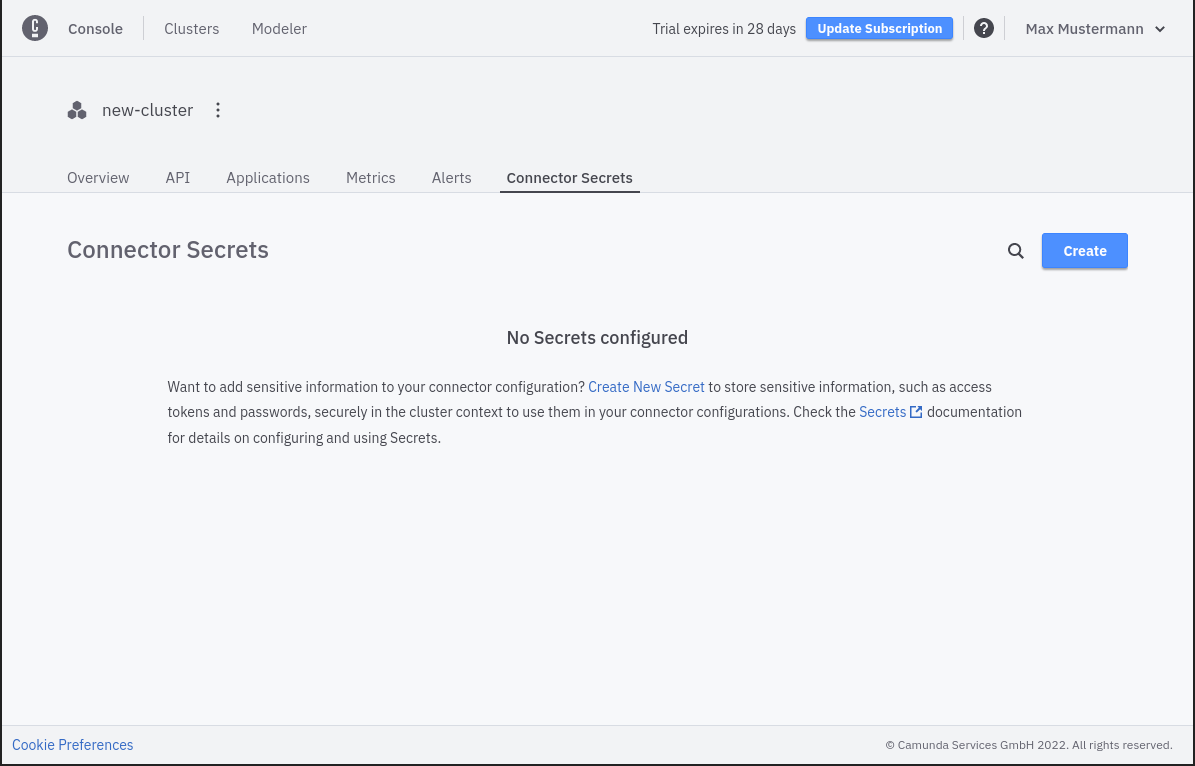 Console Clusters Modeler Trial expires in 28 days Update Subscription ? Max Mustermann
new-cluster
Overview API Applications Metrics Alerts Connector Secrets
Connector Secrets Create
No Secrets configured
Want to add sensitive information to your connector configuration? Create New Secret to store sensitive information, such as access
tokens and passwords, securely in the cluster context to use them in your connector configurations. Check the Secrets documentation
for details on configuring and using Secrets.
Cookie Preferences © Camunda Services GmbH 2022. All rights reserved.